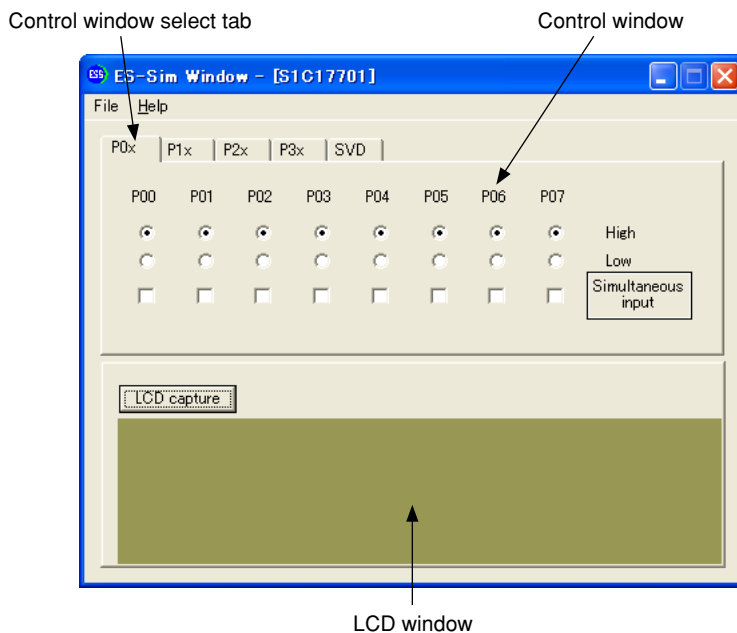 Control window select tab
Control window
ESS ES-Sim Window - [S1C17701]
File Help
P0x P1x P2x P3x SVD
P00 P01 P02 P03 P04 P05 P06 P07
High
Low
Simultaneous
input
LCD capture
LCD window